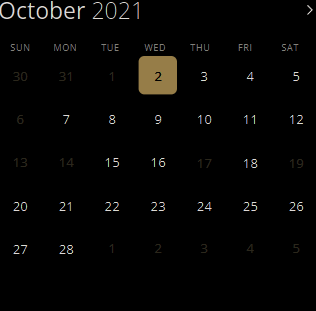 October 2021
SUN MON TUE WED THU FRI SAT
30 31 1 2 3 4 5
6 7 8 9 10 11 12
13 14 15 16 17 18 19
20 21 22 23 24 25 26
27 28 1 2 3 4 5